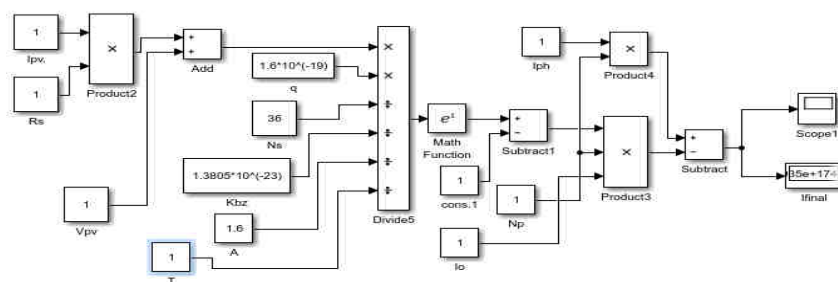 1
Ipv.
1
Rs
×
Product2
+
+
Add
1.6*10^(-19)
q
36
Ns
1.3805*10^(-23)
Kbz
1.6
A
1
Vpv
1
T
×
×
÷
÷
÷
÷
Divide5
Math
Function
+
−
Subtract1
1
cons.1
1
Np
1
Io
1
Iph
×
Product4
×
Product3
+
−
Subtract
Scope1
35e+174
Ifinal